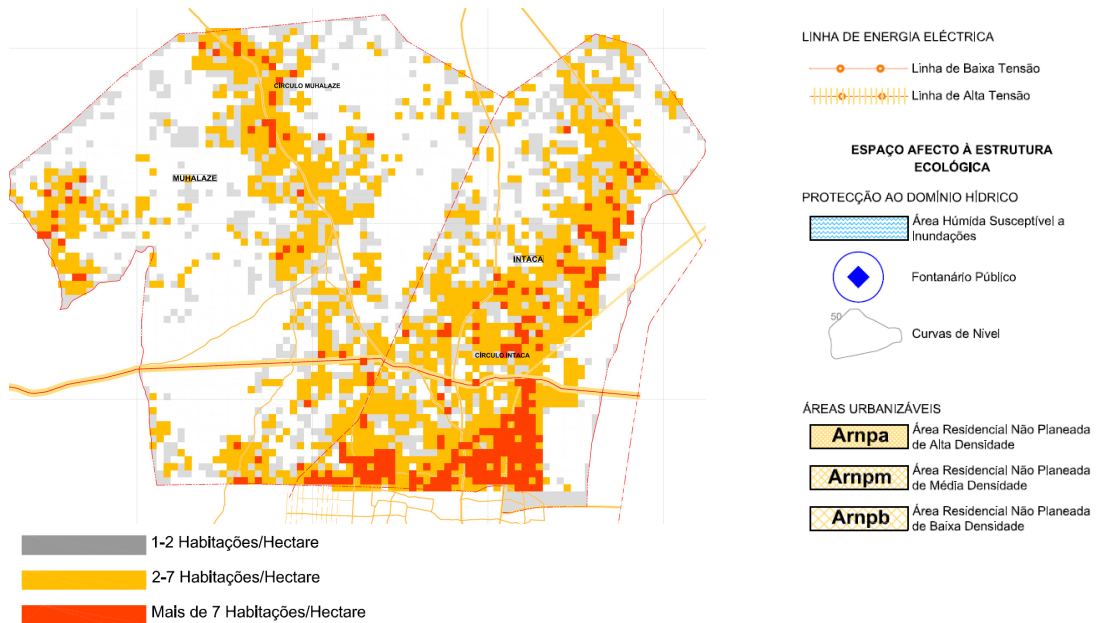 CÍRCULO MUHALAZE
MUHALAZE
INTACA
CÍRCULO INTACA
1-2 Habitações/Hectare
2-7 Habitações/Hectare
Mais de 7 Habitações/Hectare
LINHA DE ENERGIA ELÉCTRICA
Linha de Baixa Tensão
Linha de Alta Tensão
ESPAÇO AFECTO À ESTRUTURA
ECOLÓGICA
PROTECÇÃO AO DOMÍNIO HÍDRICO
Área Húmida Susceptível a
Inundações
Fontanário Público
50
Curvas de Nível
ÁREAS URBANIZÁVEIS
Arnpa
Área Residencial Não Planeada
de Alta Densidade
Arnpm
Área Residencial Não Planeada
de Média Densidade
Arnpb
Área Residencial Não Planeada
de Baixa Densidade